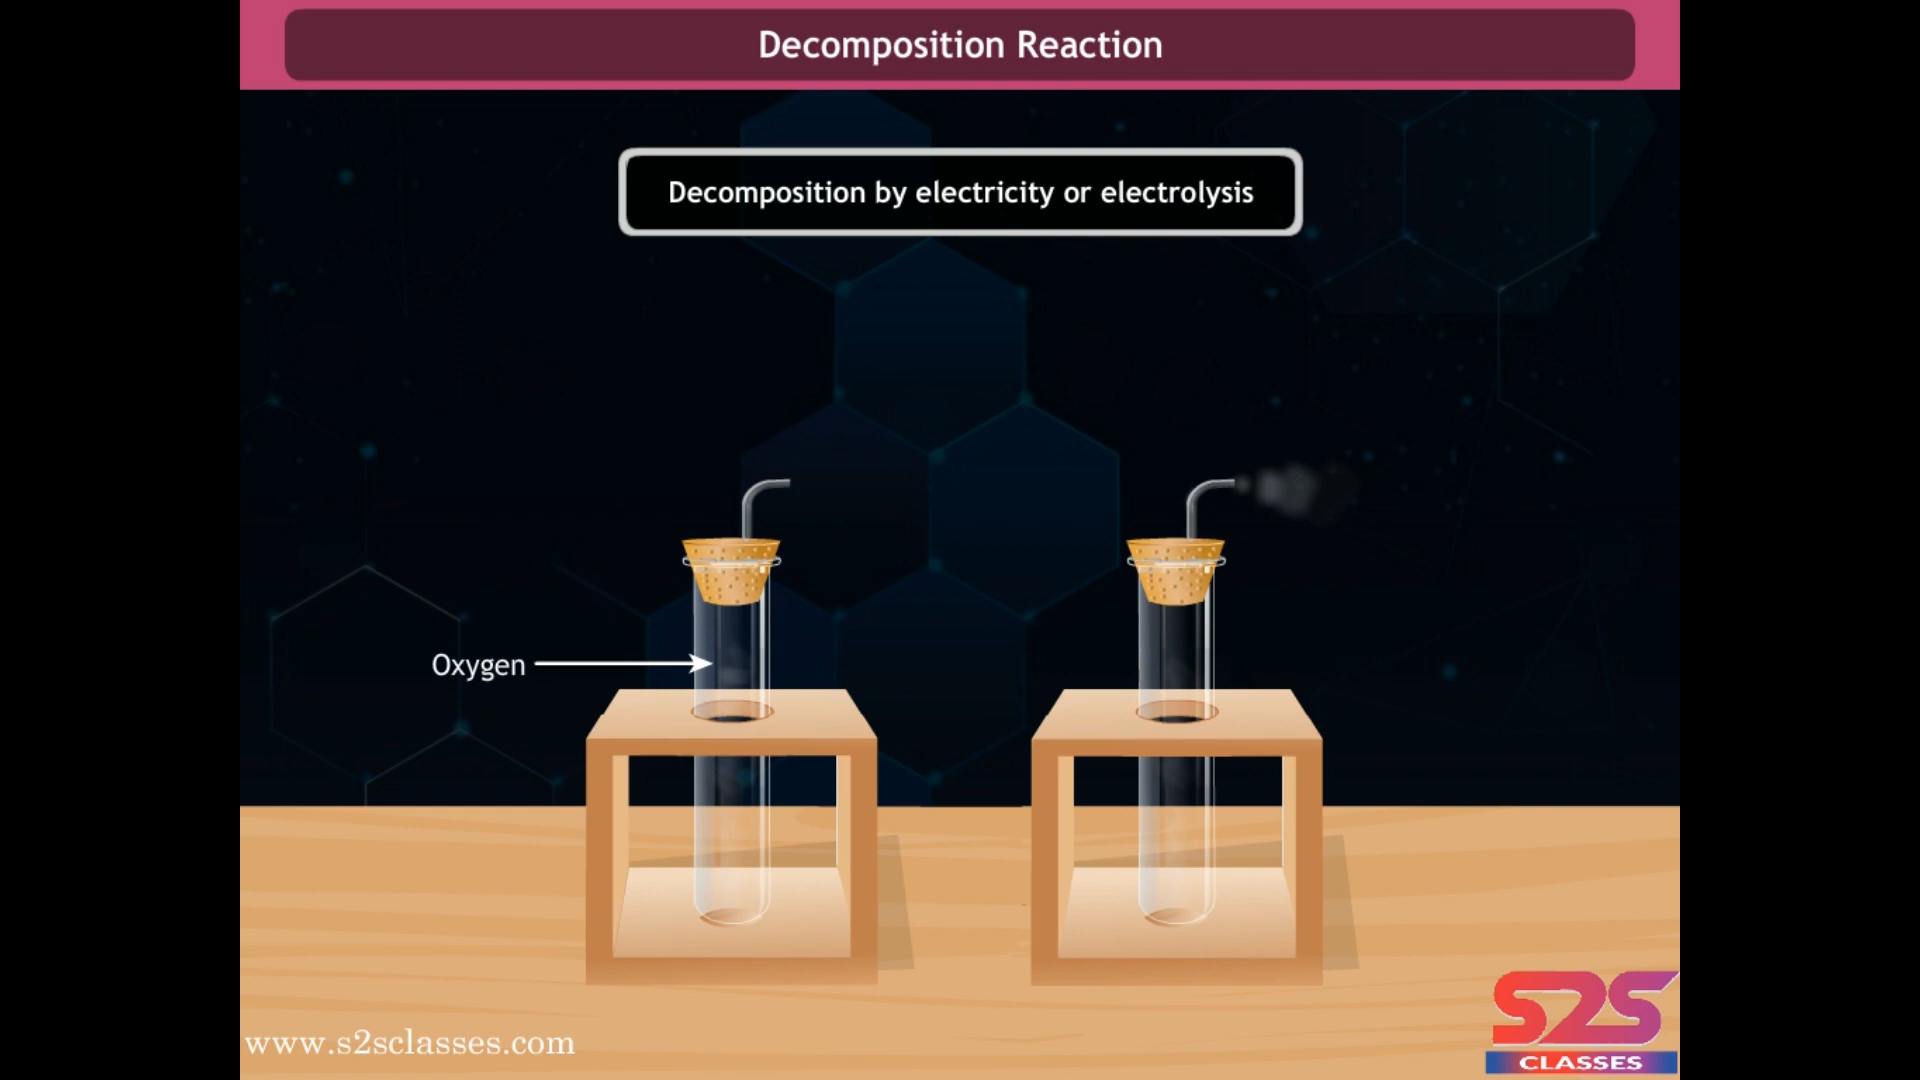 Decomposition Reaction
Decomposition by electricity or electrolysis
Oxygen
www.s2sclasses.com
S2S
CLASSES